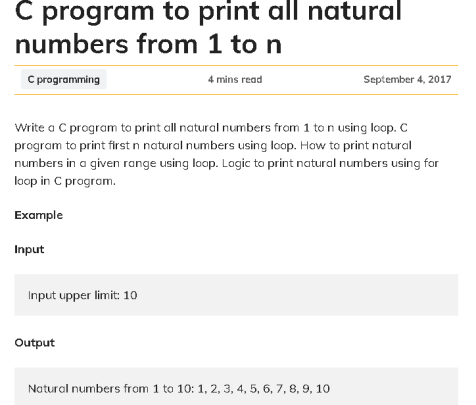 C program to print all natural
numbers from 1 to n
C programming 4 mins read September 4, 2017
Write a C program to print all natural numbers from 1 to n using loop. C
program to print first n natural numbers using loop. How to print natural
numbers in a given range using loop. Logic to print natural numbers using for
loop in C program.
Example
Input
Input upper limit: 10
Output
Natural numbers from 1 to 10: 1, 2, 3, 4, 5, 6, 7, 8, 9, 10